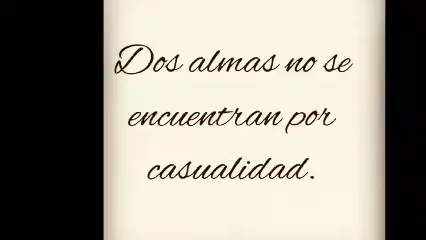 Dos almas no se
encuentran por
casualidad.